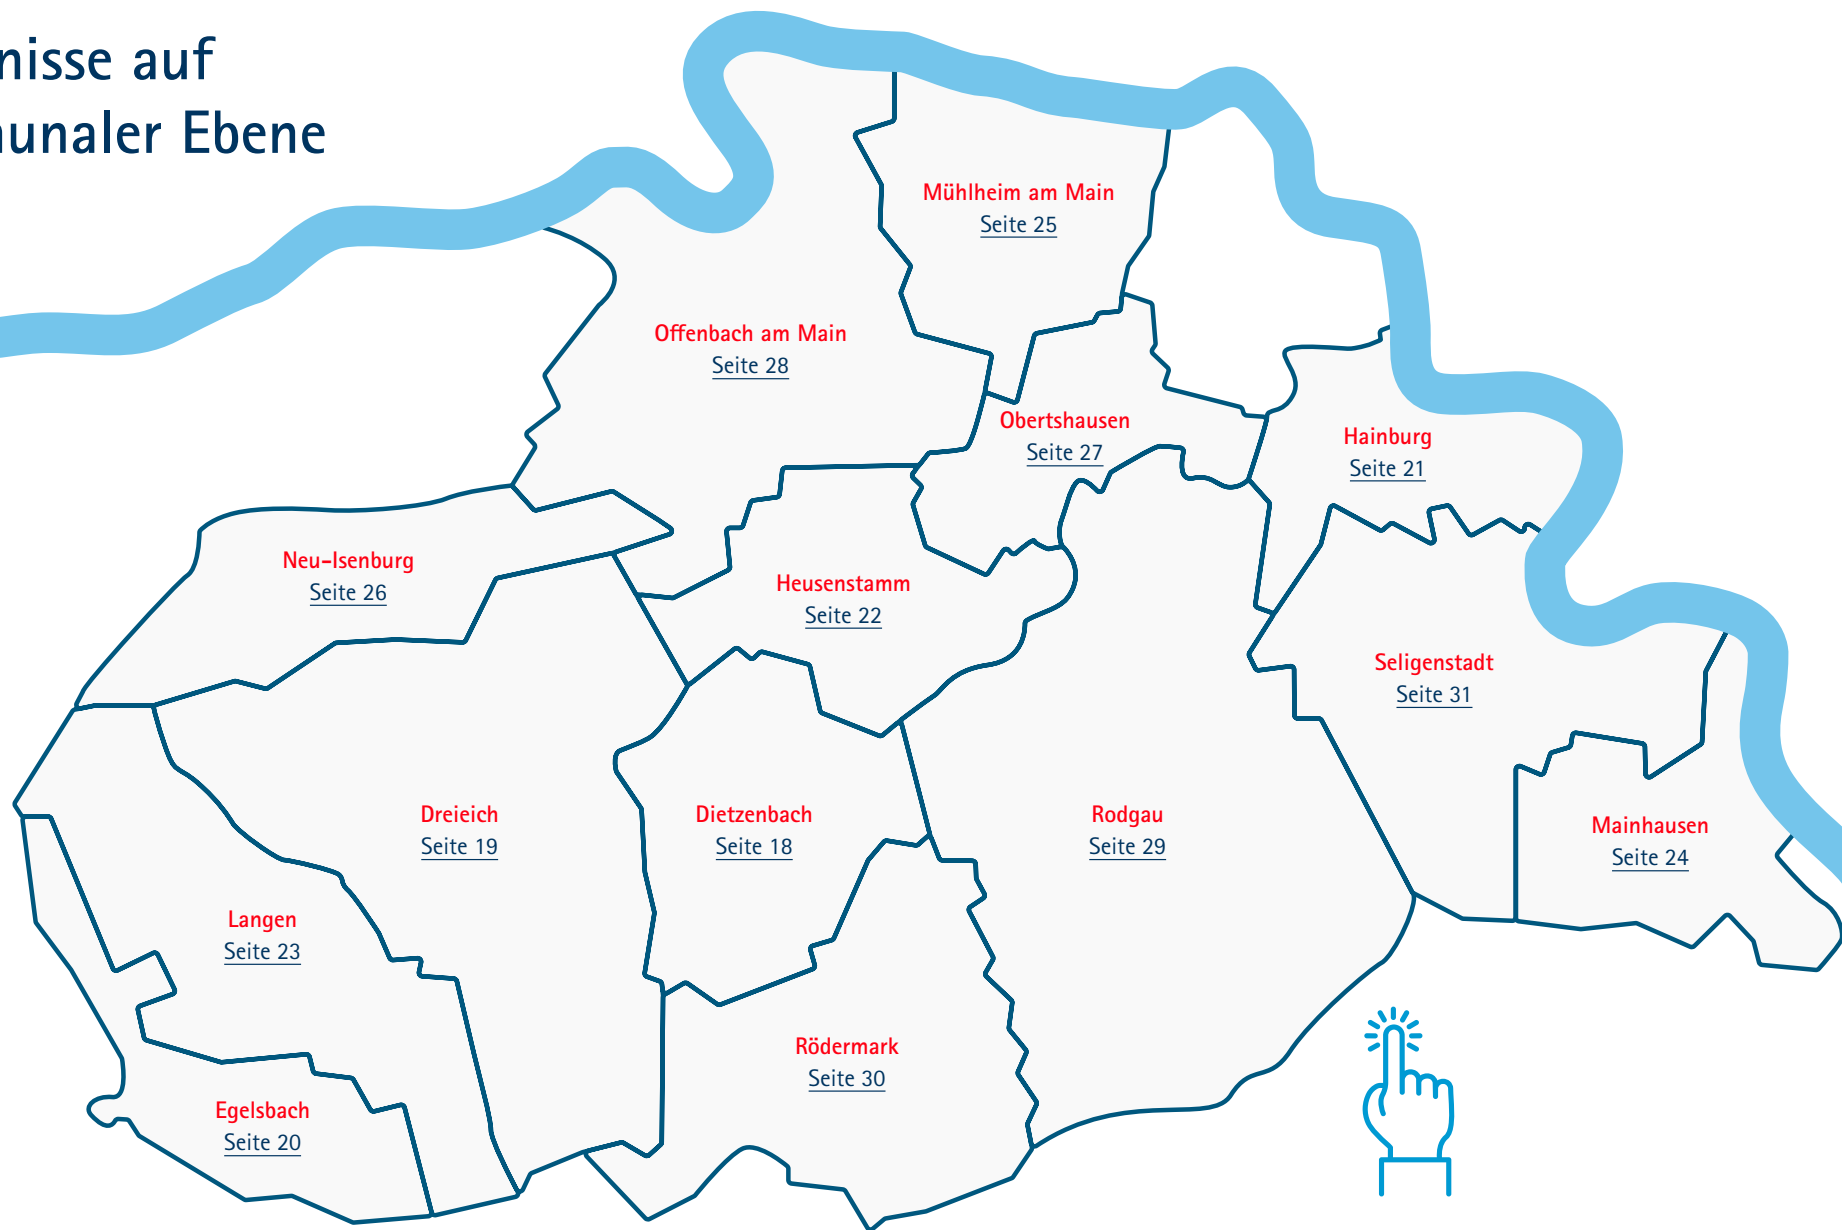 nisse auf
unaler Ebene
Mühlheim am Main
Seite 25
Offenbach am Main
Seite 28
Obertshausen
Seite 27
Hainburg
Seite 21
Neu-Isenburg
Seite 26
Heusenstamm
Seite 22
Seligenstadt
Seite 31
Dreieich
Seite 19
Dietzenbach
Seite 18
Rodgau
Seite 29
Mainhausen
Seite 24
Langen
Seite 23
Rödermark
Seite 30
Egelsbach
Seite 20